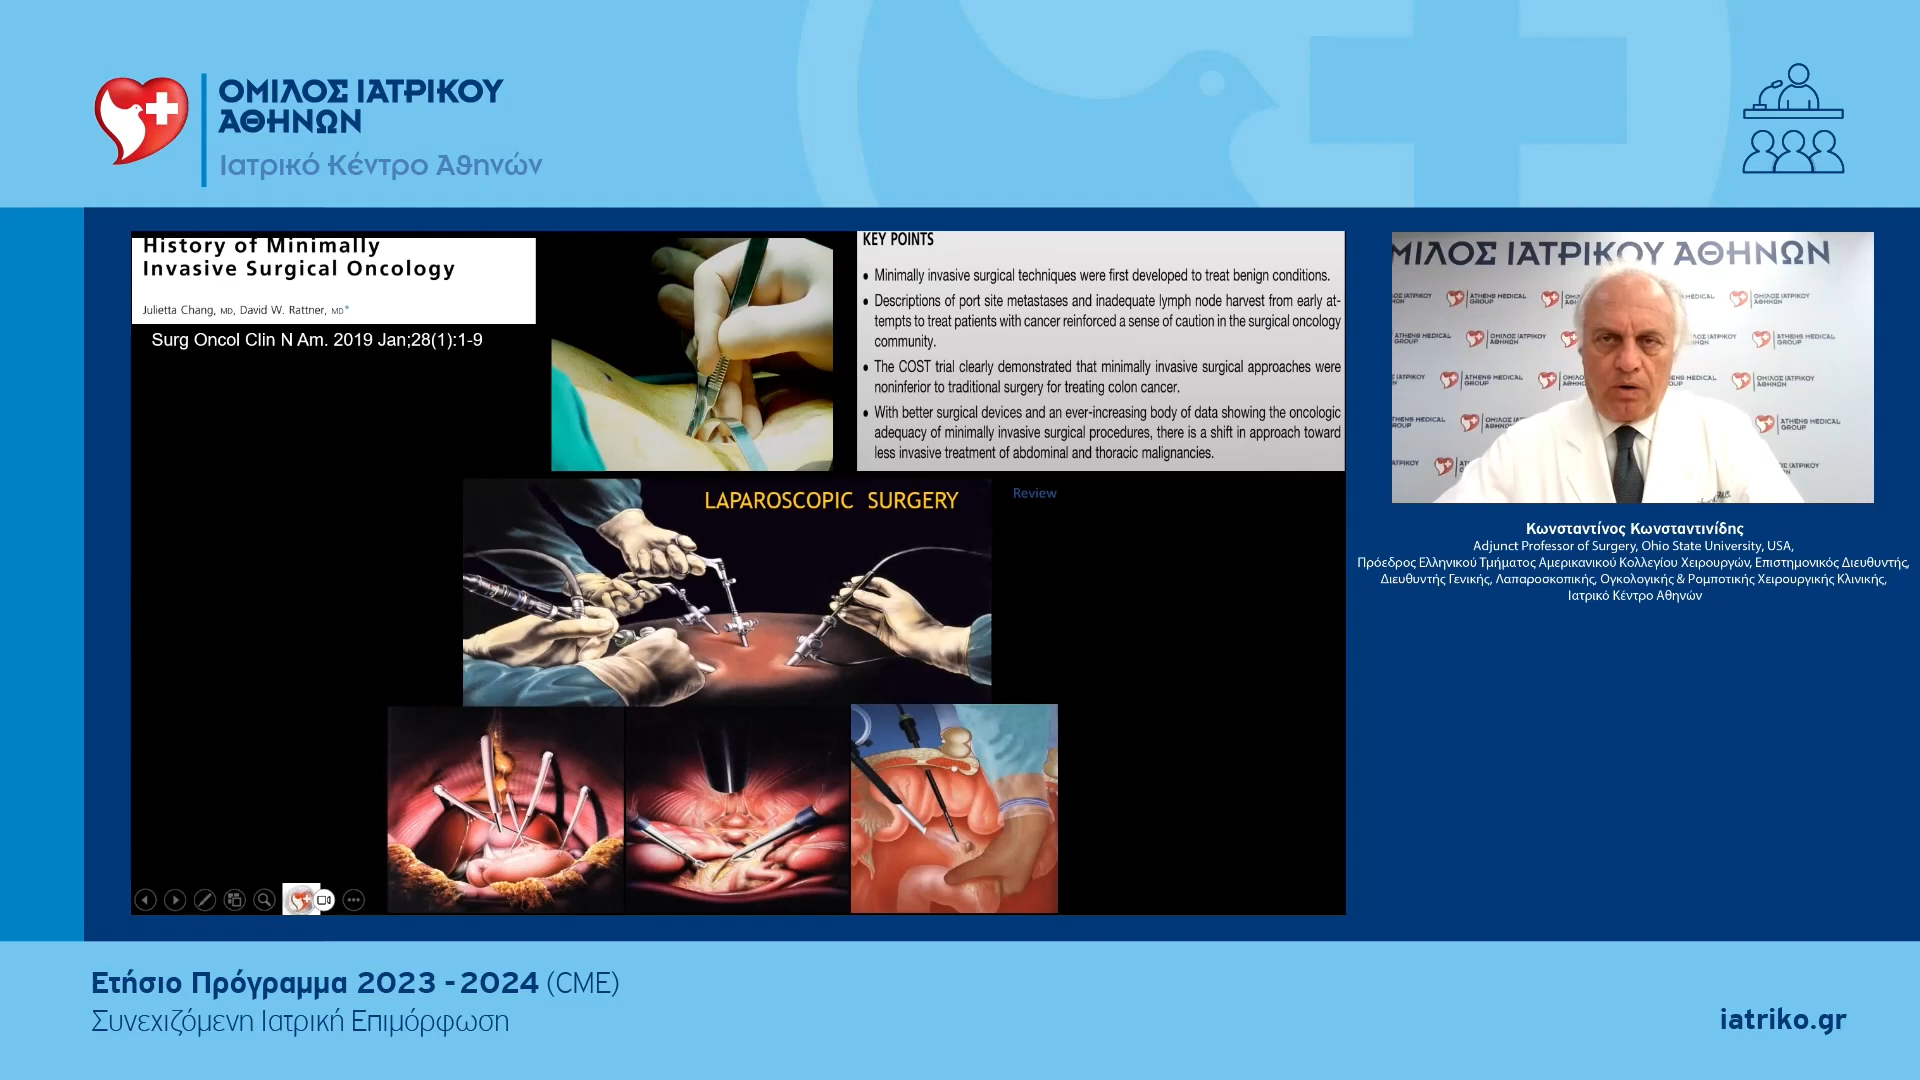 ΟΜΙΛΟΣ ΙΑΤΡΙΚΟΥ
ΑΘΗΝΩΝ
Ιατρικό Κέντρο Αθηνών
History of Minimally
Invasive Surgical Oncology
Julietta Chang, MD, David W. Rattner, MD*
Surg Oncol Clin N Am. 2019 Jan;28(1):1-9
KEY POINTS
• Minimally invasive surgical techniques were first developed to treat benign conditions.
• Descriptions of port site metastases and inadequate lymph node harvest from early at-
tempts to treat patients with cancer reinforced a sense of caution in the surgical oncology
community.
• The COST trial clearly demonstrated that minimally invasive surgical approaches were
noninferior to traditional surgery for treating colon cancer.
• With better surgical devices and an ever-increasing body of data showing the oncologic
adequacy of minimally invasive surgical procedures, there is a shift in approach toward
less invasive treatment of abdominal and thoracic malignancies.
LAPAROSCOPIC SURGERY
Review
ΜΙΛΟΣ ΙΑΤΡΙΚΟΥ ΑΘΗΝΩΝ
ATHENS MEDICAL
GROUP
ΟΜΙΛΟΣ ΙΑΤΡΙΚΟΥ
ΑΘΗΝΩΝ
Κωνσταντίνος Κωνσταντινίδης
Adjunct Professor of Surgery, Ohio State University, USA,
Πρόεδρος Ελληνικού Τμήματος Αμερικανικού Κολλεγίου Χειρουργών, Επιστημονικός Διευθυντής,
Διευθυντής Γενικής, Λαπαροσκοπικής, Ογκολογικής & Ρομποτικής Χειρουργικής Κλινικής,
Ιατρικό Κέντρο Αθηνών
Ετήσιο Πρόγραμμα 2023 - 2024 (CME)
Συνεχιζόμενη Ιατρική Επιμόρφωση
iatriko.gr